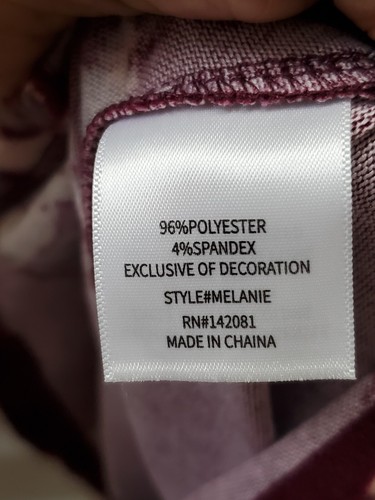 96%POLYESTER
4%SPANDEX
EXCLUSIVE OF DECORATION
STYLE#MELANIE
RN#142081
MADE IN CHAINA